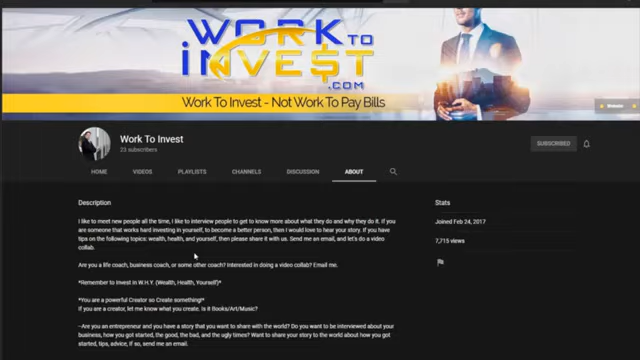 WORK TO
INVE$T
.COM
Work To Invest - Not Work To Pay Bills
Website
Work To Invest
23 subscribers
SUBSCRIBED
HOME VIDEOS PLAYLISTS CHANNELS DISCUSSION ABOUT
Description
Stats
I like to meet new people all the time, i like to interview people to get to know more about what they do and why they do it. If you
are someone that works hard investing in yourself, to become a better person, then I would love to hear your story. If you have
tips on the following topics: wealth, health, and yourself, then please share it with us. Send me an email, and let's do a video
collab.
Joined Feb 24, 2017
7,715 views
Are you a life coach, business coach, or some other coach? Interested in doing a video collab? Email me.
*Remember to Invest in W.H.Y. (Wealth, Health, Yourself)*
*You are a powerful Creator so Create something!*
If you are a creator, let me know what you create. Is it Books/Art/Music?
--Are you an entrepreneur and you have a story that you want to share with the world? Do you want to be interviewed about your
business, how you got started, the good, the bad, and the ugly times? Want to share your story to the world about how you got
started, tips, advice, if so, send me an email.